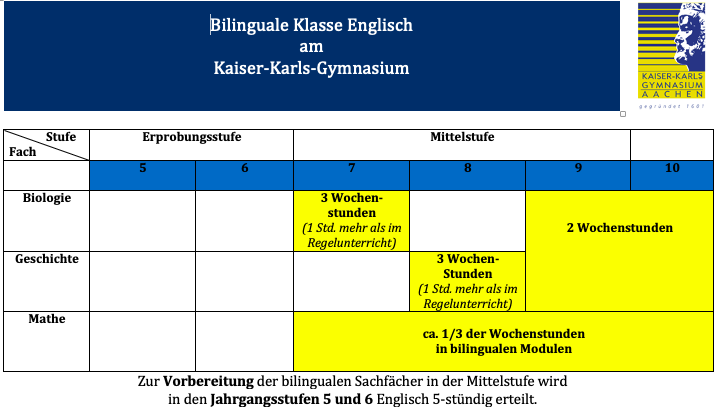 Bilinguale Klasse Englisch
am
Kaiser-Karls-Gymnasium
KAISER-KARLS
GYMNASIUM
AACHEN
gegründet 1601
Stufe
Fach
Erprobungsstufe
Mittelstufe
5
6
7
8
9
10
Biologie
3 Wochen-
stunden
(1 Std. mehr als im
Regelunterricht)
2 Wochenstunden
Geschichte
3 Wochen-
Stunden
(1 Std. mehr als im
Regelunterricht)
Mathe
ca. 1/3 der Wochenstunden
in bilingualen Modulen
Zur Vorbereitung der bilingualen Sachfächer in der Mittelstufe wird
in den Jahrgangsstufen 5 und 6 Englisch 5-stündig erteilt.